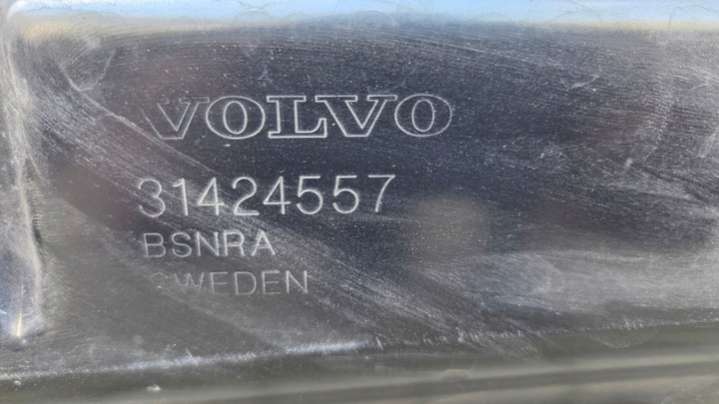 VOLVO
31424557
BSNRA
SWEDEN